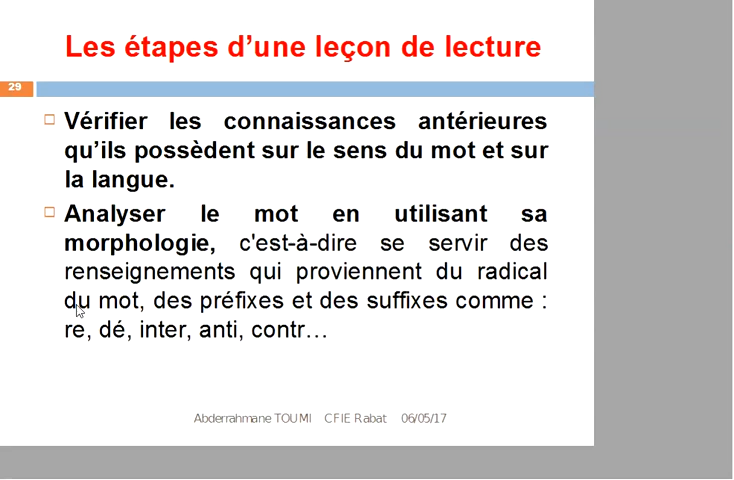 Les étapes d’une leçon de lecture
29
Vérifier les connaissances antérieures
qu’ils possèdent sur le sens du mot et sur
la langue.
Analyser le mot en utilisant sa
morphologie, c'est-à-dire se servir des
renseignements qui proviennent du radical
du mot, des préfixes et des suffixes comme :
re, dé, inter, anti, contr…
Abderrahmane TOUMI CFIE Rabat 06/05/17